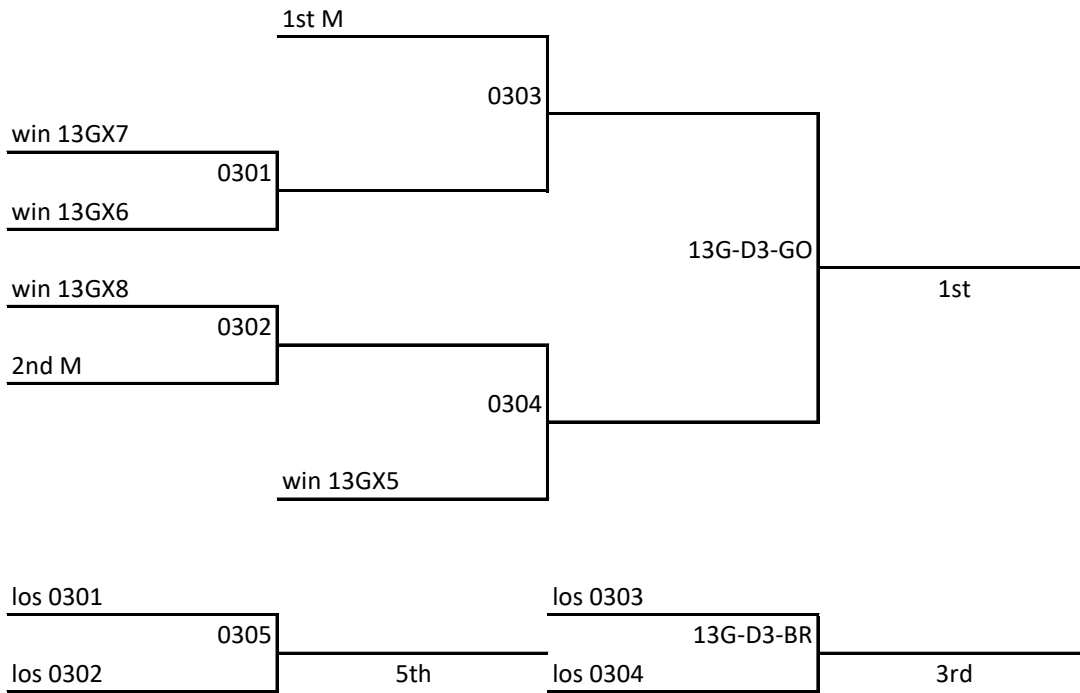 1st M
0303
win 13GX7
0301
win 13GX6
13G-D3-GO
win 13GX8
1st
0302
2nd M
0304
win 13GX5
los 0301
los 0303
0305
13G-D3-BR
los 0302
5th
los 0304
3rd